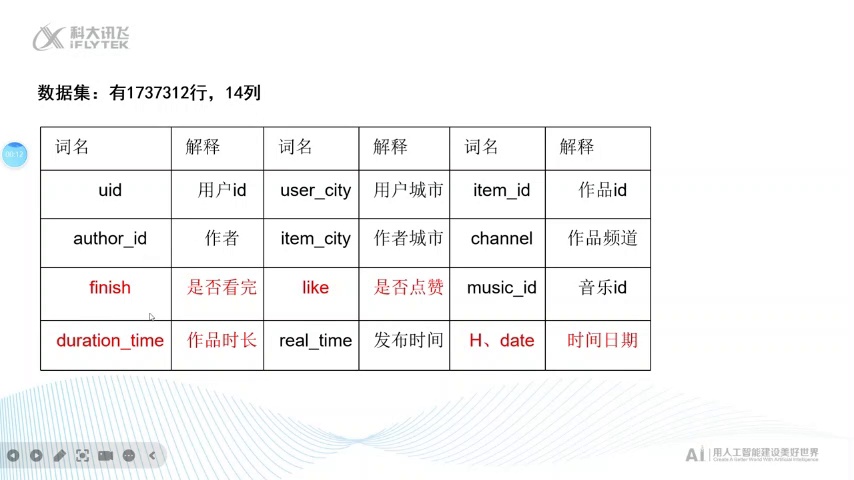 科大讯飞
iFLYTEK
数据集：有1737312行，14列
00:17
词名 解释 词名 解释 词名 解释
uid 用户id user_city 用户城市 item_id 作品id
author_id 作者 item_city 作者城市 channel 作品频道
finish 是否看完 like 是否点赞 music_id 音乐id
duration_time 作品时长 real_time 发布时间 H、date 时间日期
AI 用人工智能建设美好世界
Create A Better World With Artificial Intelligence